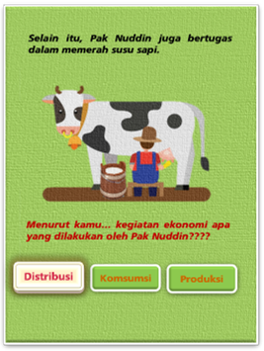 Selain itu, Pak Nuddin juga bertugas
dalam memerah susu sapi.
Menurut kamu... kegiatan ekonomi apa
yang dilakukan oleh Pak Nuddin????
Distribusi
Komsumsi
Produksi